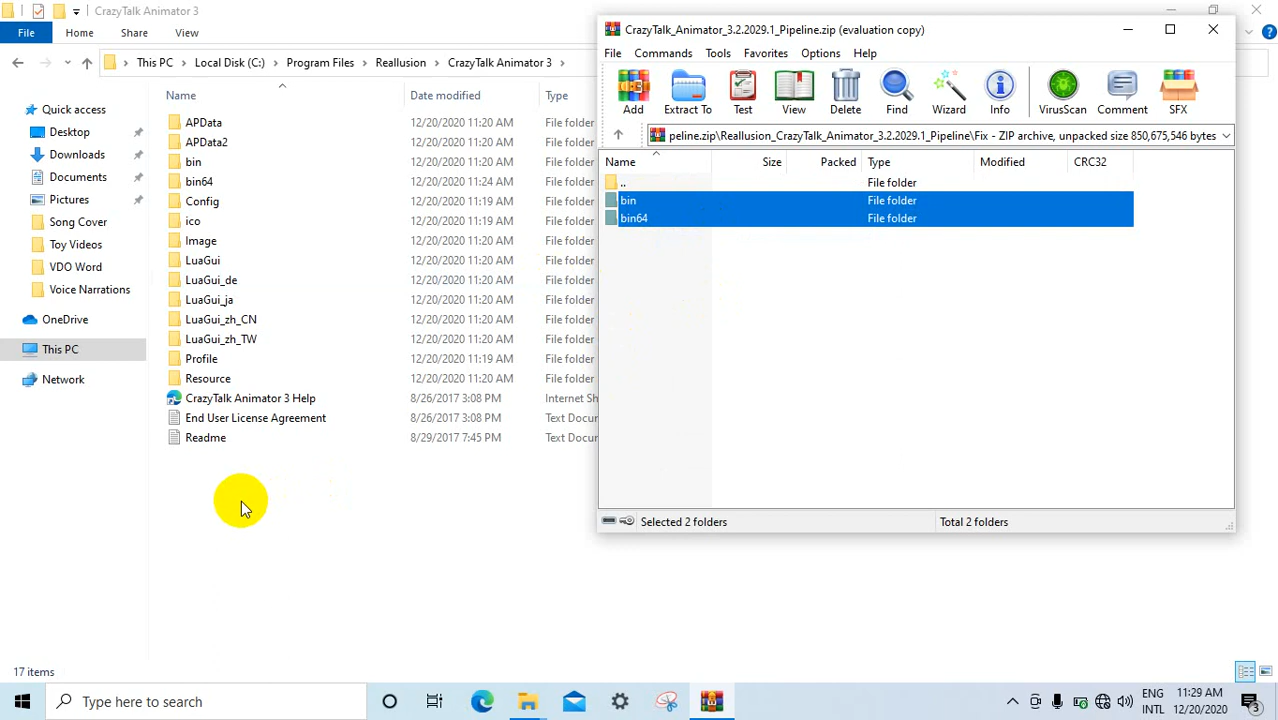 CrazyTalk Animator 3
File Home Share View
This PC Local Disk (C:) Program Files Reallusion CrazyTalk Animator 3
Name Date modified Type
Quick access
Desktop
Downloads
Documents
Pictures
Song Cover
Toy Videos
VDO Word
Voice Narrations
OneDrive
This PC
Network
APData 12/20/2020 11:20 AM File folder
APData2 12/20/2020 11:20 AM File folder
bin 12/20/2020 11:20 AM File folder
bin64 12/20/2020 11:24 AM File folder
Config 12/20/2020 11:19 AM File folder
ico 12/20/2020 11:19 AM File folder
Image 12/20/2020 11:20 AM File folder
LuaGui 12/20/2020 11:20 AM File folder
LuaGui_de 12/20/2020 11:20 AM File folder
LuaGui_ja 12/20/2020 11:20 AM File folder
LuaGui_zh_CN 12/20/2020 11:20 AM File folder
LuaGui_zh_TW 12/20/2020 11:20 AM File folder
Profile 12/20/2020 11:19 AM File folder
Resource 12/20/2020 11:20 AM File folder
CrazyTalk Animator 3 Help 8/26/2017 3:08 PM Internet Sh
End User License Agreement 8/26/2017 3:08 PM Text Docu
Readme 8/29/2017 7:45 PM Text Docu
17 items
CrazyTalk_Animator_3.2.2029.1_Pipeline.zip (evaluation copy)
File Commands Tools Favorites Options Help
Add Extract To Test View Delete Find Wizard Info VirusScan Comment SFX
peline.zip\Reallusion_CrazyTalk_Animator_3.2.2029.1_Pipeline\Fix - ZIP archive, unpacked size 850,675,546 bytes
Name Size Packed Type Modified CRC32
.. File folder
bin File folder
bin64 File folder
Selected 2 folders Total 2 folders
Type here to search
ENG 11:29 AM
INTL 12/20/2020
3